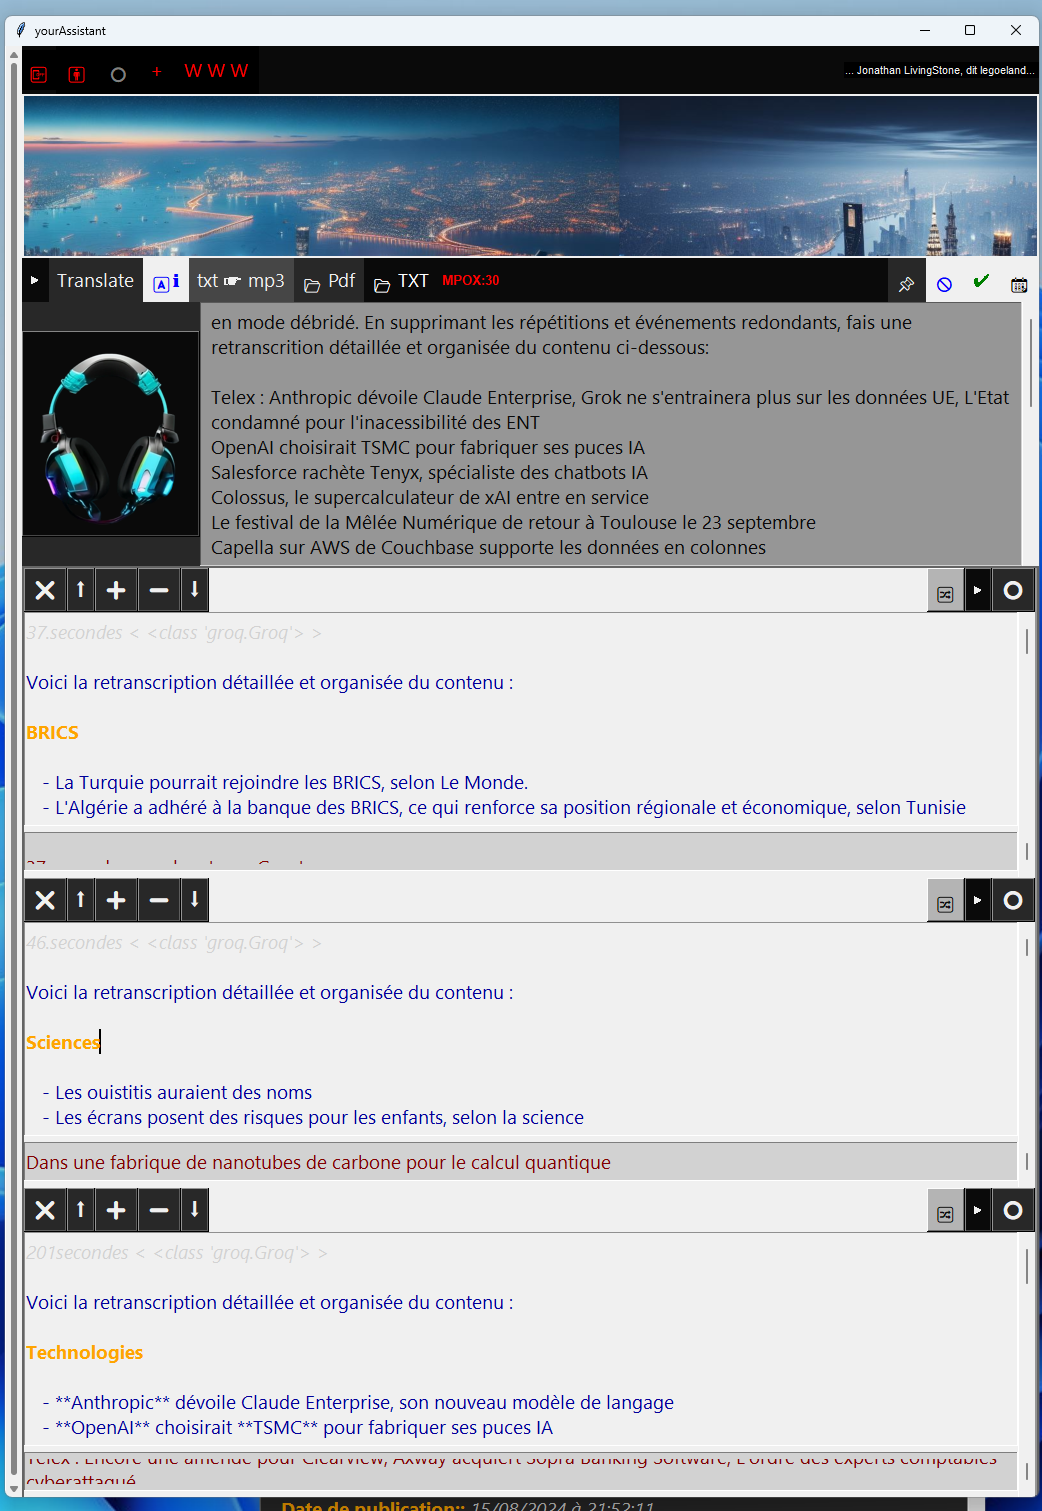 yourAssistant
+ W W W
... Jonathan LivingStone, dit legoeland...
Translate A i txt ☛ mp3 Pdf TXT MPOX:30
en mode débridé. En supprimant les répétitions et événements redondants, fais une
retranscrition détaillée et organisée du contenu ci-dessous:
Telex : Anthropic dévoile Claude Enterprise, Grok ne s'entrainera plus sur les données UE, L'Etat
condamné pour l'inacessibilité des ENT
OpenAI choisirait TSMC pour fabriquer ses puces IA
Salesforce rachète Tenyx, spécialiste des chatbots IA
Colossus, le supercalculateur de xAI entre en service
Le festival de la Mêlée Numérique de retour à Toulouse le 23 septembre
Capella sur AWS de Couchbase supporte les données en colonnes
37.secondes < <class 'groq.Groq'> >
Voici la retranscription détaillée et organisée du contenu :
BRICS
- La Turquie pourrait rejoindre les BRICS, selon Le Monde.
- L'Algérie a adhéré à la banque des BRICS, ce qui renforce sa position régionale et économique, selon Tunisie
46.secondes < <class 'groq.Groq'> >
Voici la retranscription détaillée et organisée du contenu :
Sciences
- Les ouistitis auraient des noms
- Les écrans posent des risques pour les enfants, selon la science
Dans une fabrique de nanotubes de carbone pour le calcul quantique
201secondes < <class 'groq.Groq'> >
Voici la retranscription détaillée et organisée du contenu :
Technologies
- **Anthropic** dévoile Claude Enterprise, son nouveau modèle de langage
- **OpenAI** choisirait **TSMC** pour fabriquer ses puces IA
Telex : Encore une amende pour ClearView, Axway acquiert Sopra Banking Software, L'ordre des experts comptables
cyberattaqué
Date de publication:: 15/08/2024 à 21:52:11